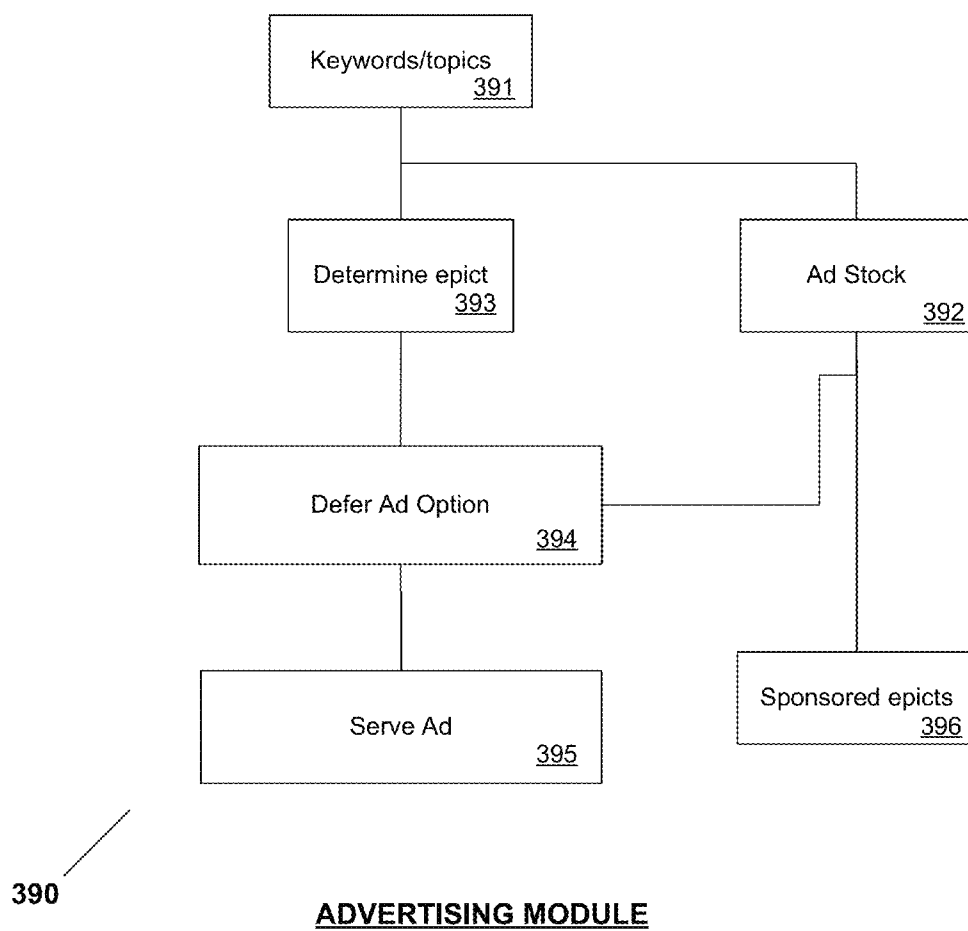 Keywords/topics
391
Determine epict
393
Ad Stock
392
Defer Ad Option
394
Serve Ad
395
Sponsored epicts
396
390
ADVERTISING MODULE